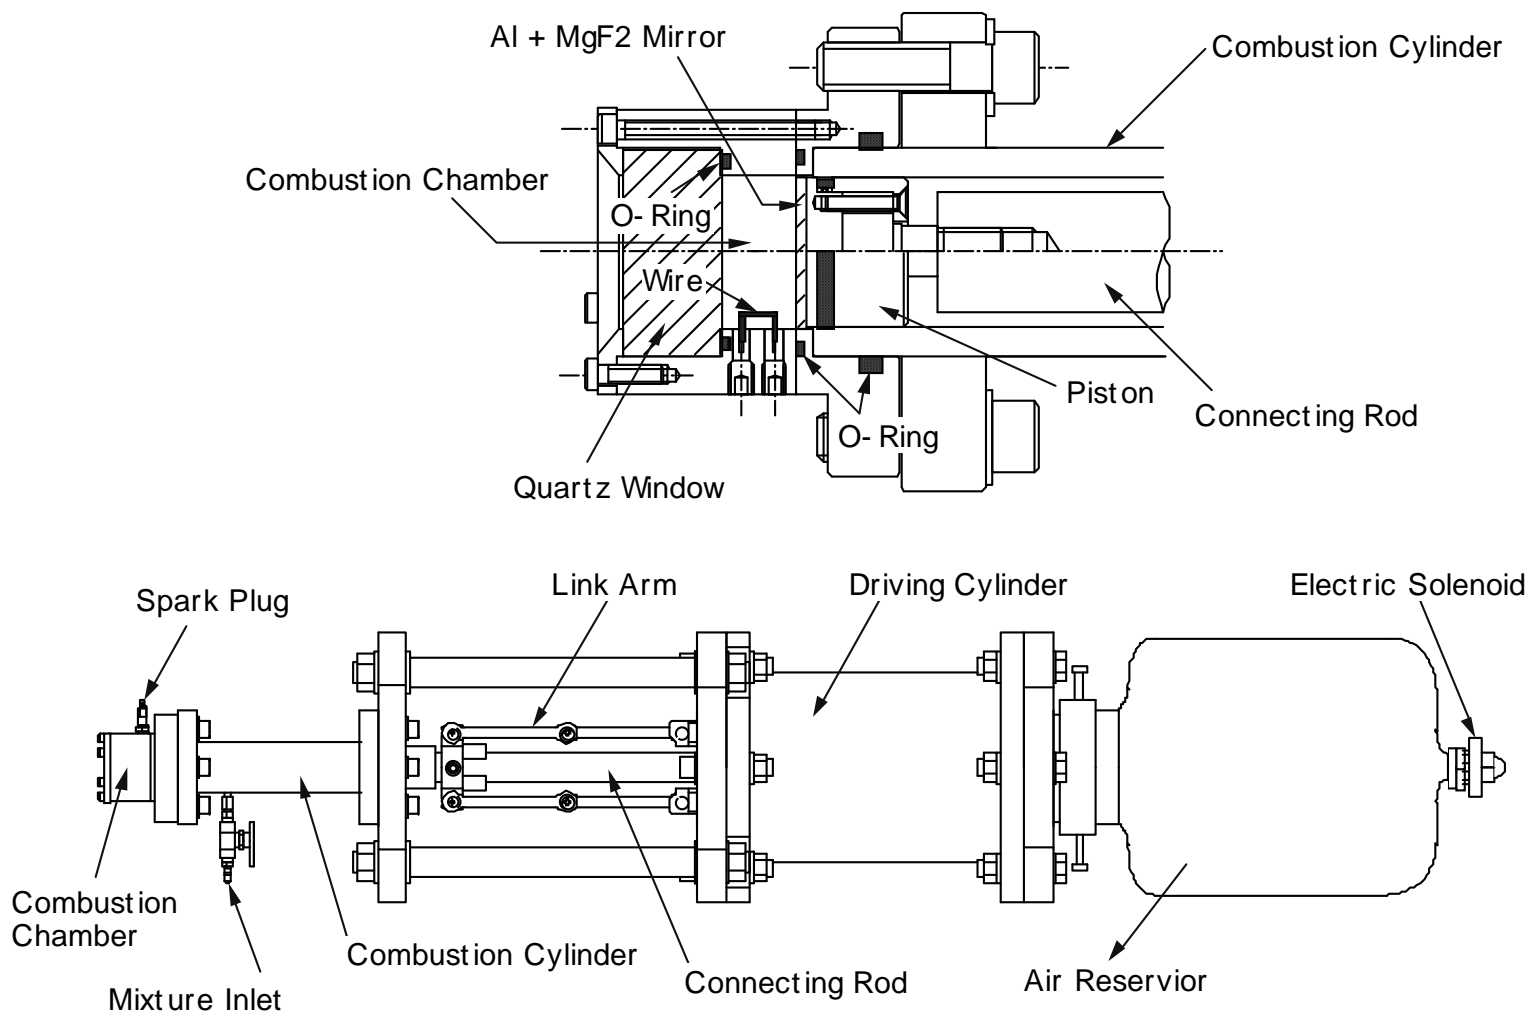 Al + MgF2 Mirror
Combustion Cylinder
Combustion Chamber
O- Ring
Wire
Piston
Connecting Rod
O- Ring
Quartz Window
Spark Plug
Link Arm
Driving Cylinder
Electric Solenoid
Combustion
Chamber
Combustion Cylinder
Connecting Rod
Air Reservior
Mixture Inlet